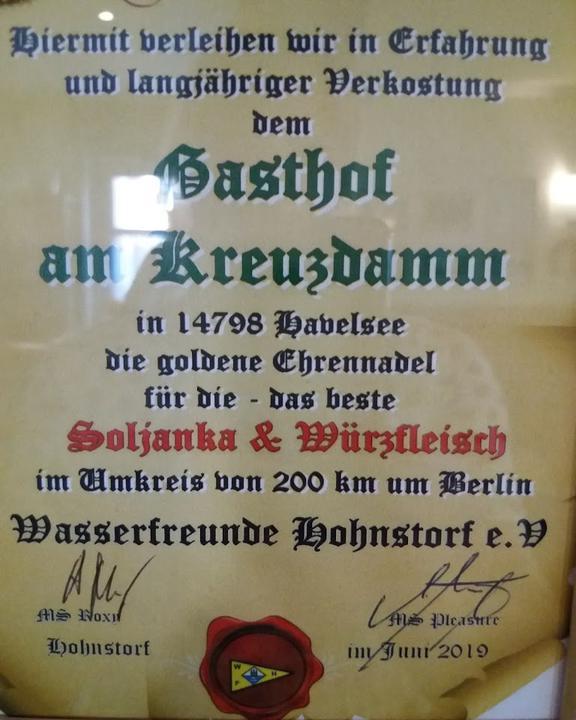 Hiermit verleihen wir in Erfahrung
und langjähriger Verkostung
dem
Gasthof
am Kreuzdamm
in 14798 Havelsee
die goldene Ehrennadel
für die - das beste
Soljanka & Würzfleisch
im Umkreis von 200 km um Berlin
Wasserfreunde Hohnstorf e.V
MS Roxy
MS Pleasure
Hohnstorf
im Juni 2019
W
H
F